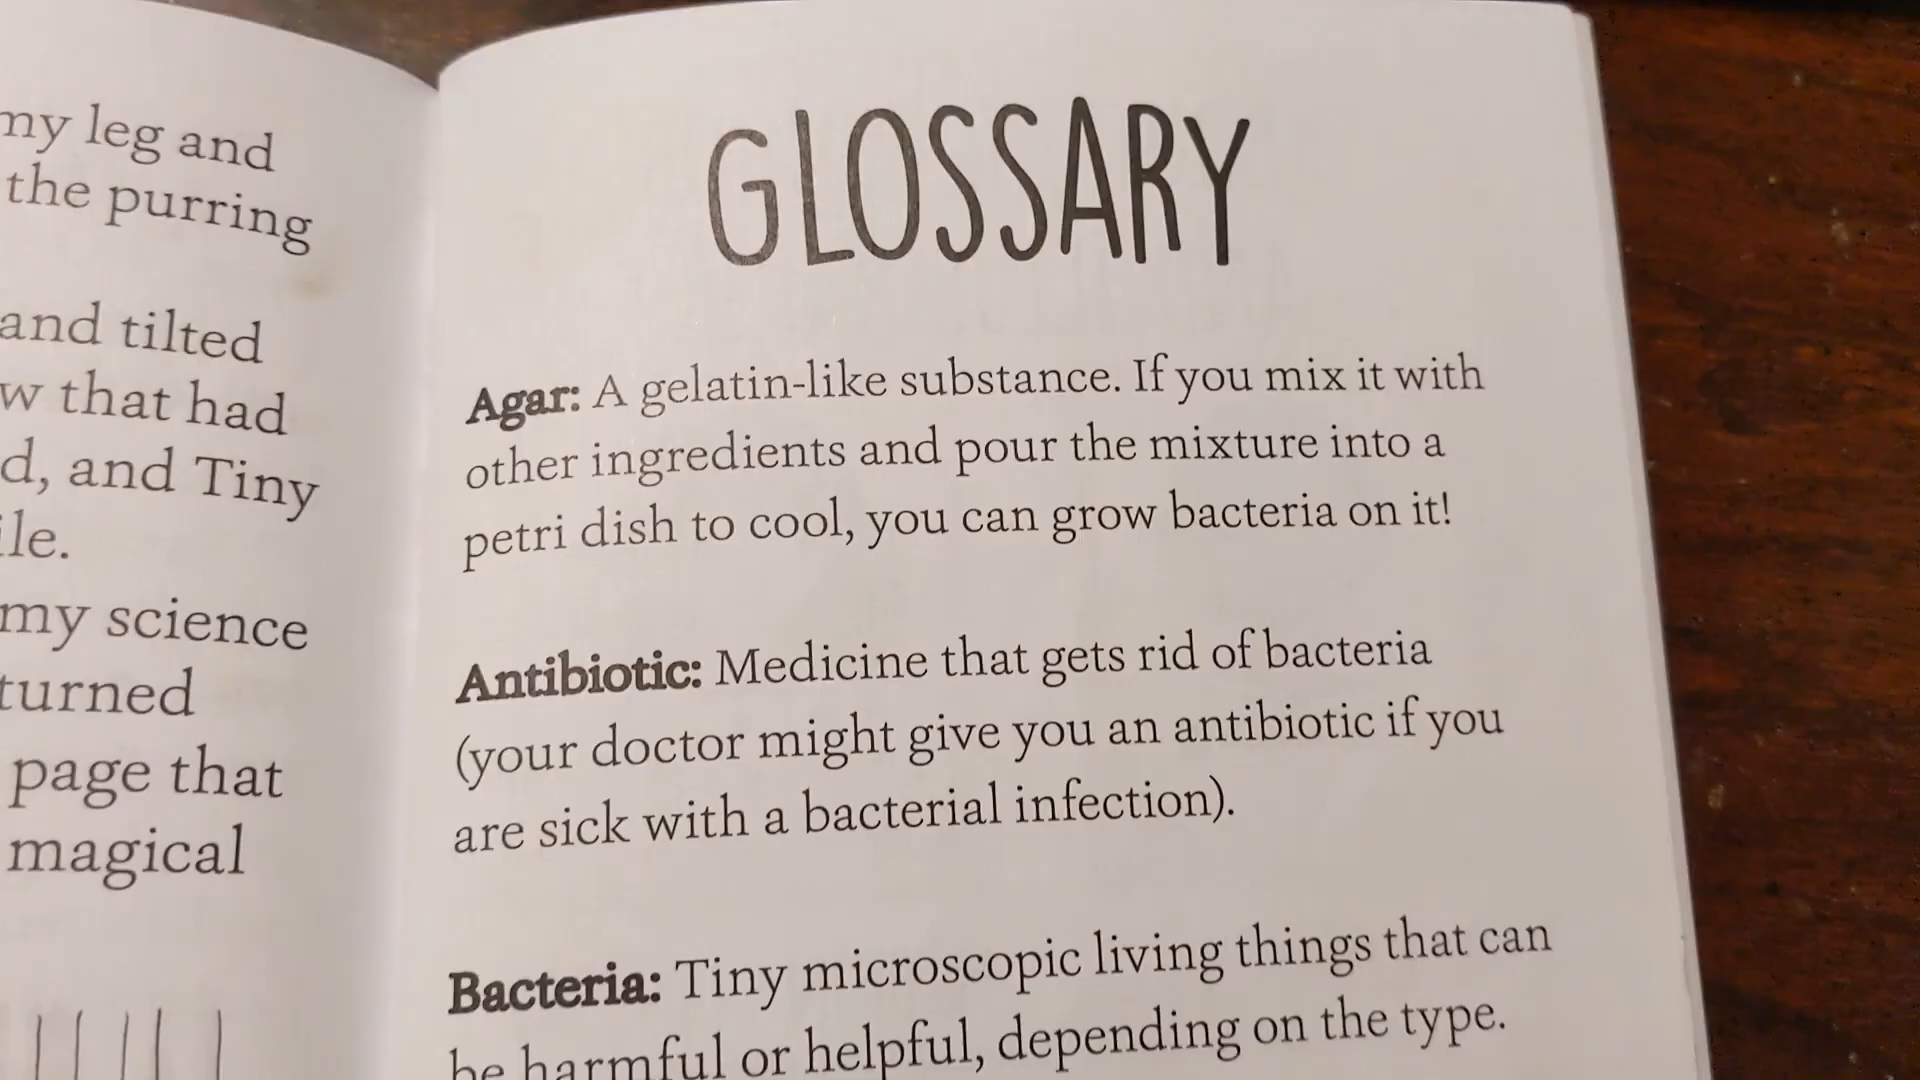 my leg and
the purring
and tilted
that had
and Tiny
my science
turned
page that
magical
GLOSSARY
Agar: A gelatin-like substance. If you mix it with
other ingredients and pour the mixture into a
petri dish to cool, you can grow bacteria on it!
Antibiotic: Medicine that gets rid of bacteria
(your doctor might give you an antibiotic if you
are sick with a bacterial infection).
Bacteria: Tiny microscopic living things that can
be harmful or helpful, depending on the type.